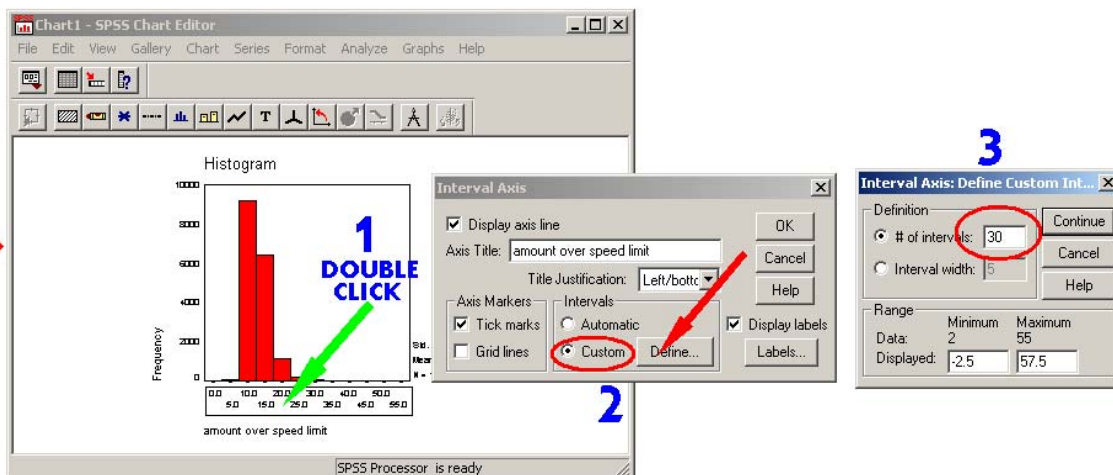 Chart1 - SPSS Chart Editor
File Edit View Gallery Chart Series Format Analyze Graphs Help
Histogram
10000
8000
6000
4000
2000
0
Frequency
0.0 10.0 20.0 30.0 40.0 50.0
5.0 15.0 25.0 35.0 45.0 55.0
amount over speed limit
Std.
Mean
N =
SPSS Processor is ready
1
DOUBLE
CLICK
Interval Axis
Display axis line
Axis Title: amount over speed limit
Title Justification: Left/botto
Axis Markers
Tick marks
Grid lines
Intervals
Automatic
Custom
Define...
OK
Cancel
Help
Display labels
Labels...
2
3
Interval Axis: Define Custom Int...
Definition
# of intervals: 30
Interval width: 5
Continue
Cancel
Help
Range
Minimum Maximum
Data: 2 55
Displayed: -2.5 57.5